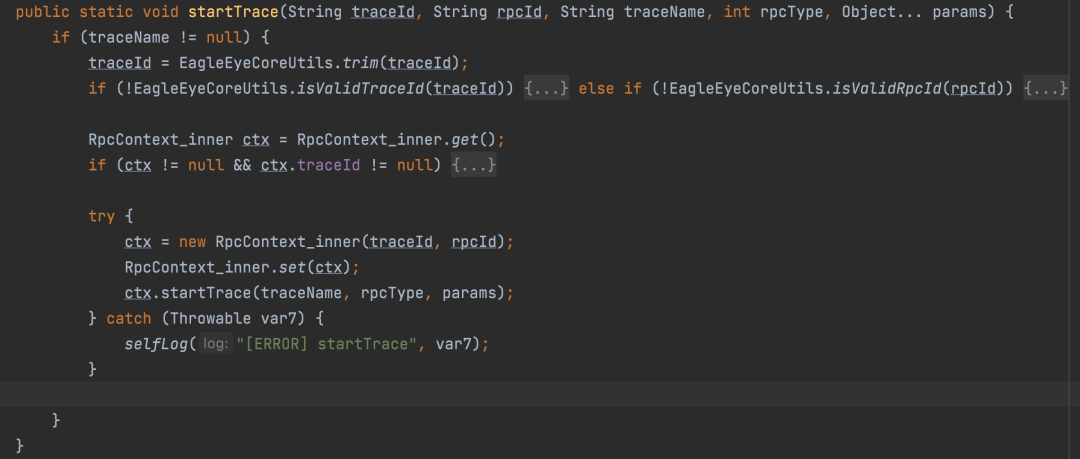 public static void startTrace(String traceId, String rpcId, String traceName, int rpcType, Object... params) {
    if (traceName != null) {
        traceId = EagleEyeCoreUtils.trim(traceId);
        if (!EagleEyeCoreUtils.isValidTraceId(traceId)) {...} else if (!EagleEyeCoreUtils.isValidRpcId(rpcId)) {...}

        RpcContext_inner ctx = RpcContext_inner.get();
        if (ctx != null && ctx.traceId != null) {...}

        try {
            ctx = new RpcContext_inner(traceId, rpcId);
            RpcContext_inner.set(ctx);
            ctx.startTrace(traceName, rpcType, params);
        } catch (Throwable var7) {
            selfLog( log: "[ERROR] startTrace", var7);
        }

    }
}